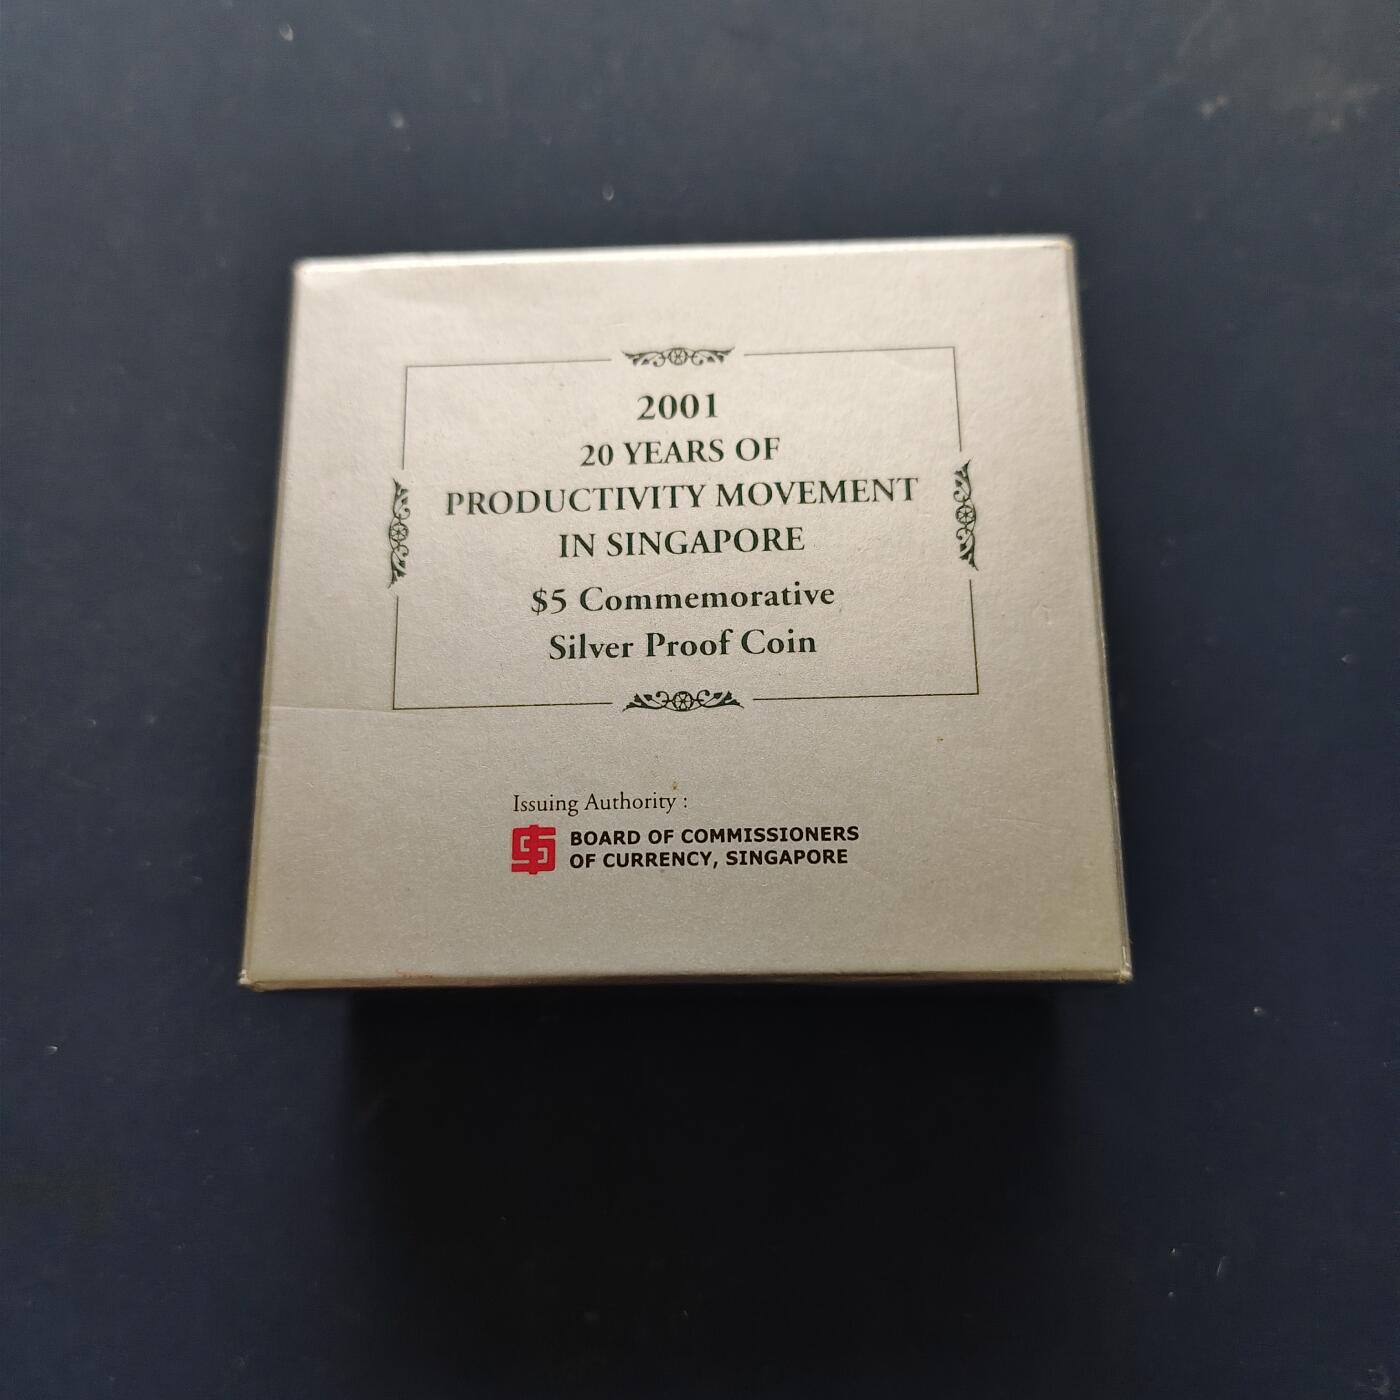 2001
20 YEARS OF
PRODUCTIVITY MOVEMENT
IN SINGAPORE
$5 Commemorative
Silver Proof Coin
Issuing Authority :
BOARD OF COMMISSIONERS
OF CURRENCY, SINGAPORE